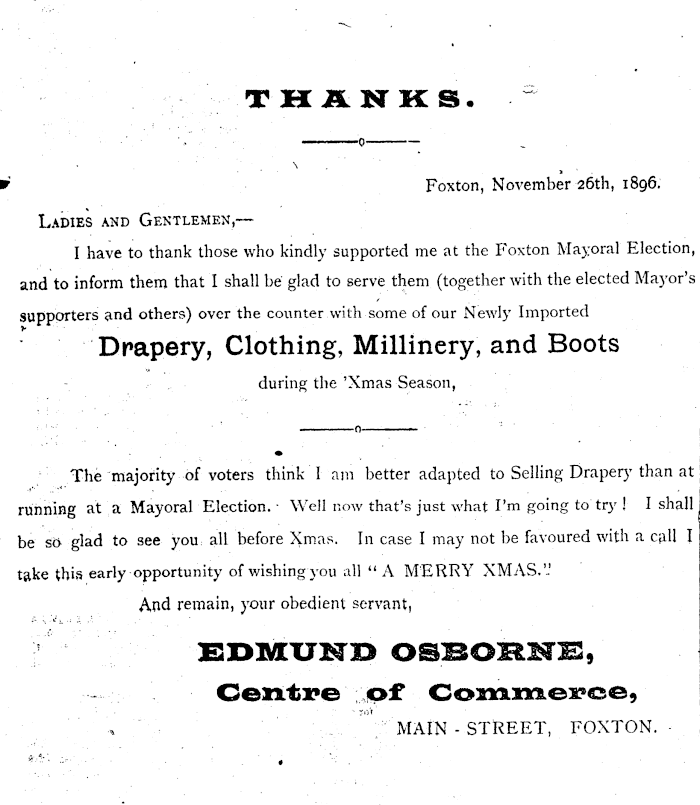 THANKS.
Foxton, November 26th, 1896.
LADIES AND GENTLEMEN,—
I have to thank those who kindly supported me at the Foxton Mayoral Election,
and to inform them that I shall be glad to serve them (together with the elected Mayor's
supporters and others) over the counter with some of our Newly Imported
Drapery, Clothing, Millinery, and Boots
during the 'Xmas Season,
The majority of voters think I am better adapted to Selling Drapery than at
running at a Mayoral Election. Well now that's just what I'm going to try! I shall
be so glad to see you all before Xmas. In case I may not be favoured with a call I
take this early opportunity of wishing you all "A MERRY XMAS."
And remain, your obedient servant,
EDMUND OSBORNE,
Centre of Commerce,
MAIN-STREET, FOXTON.